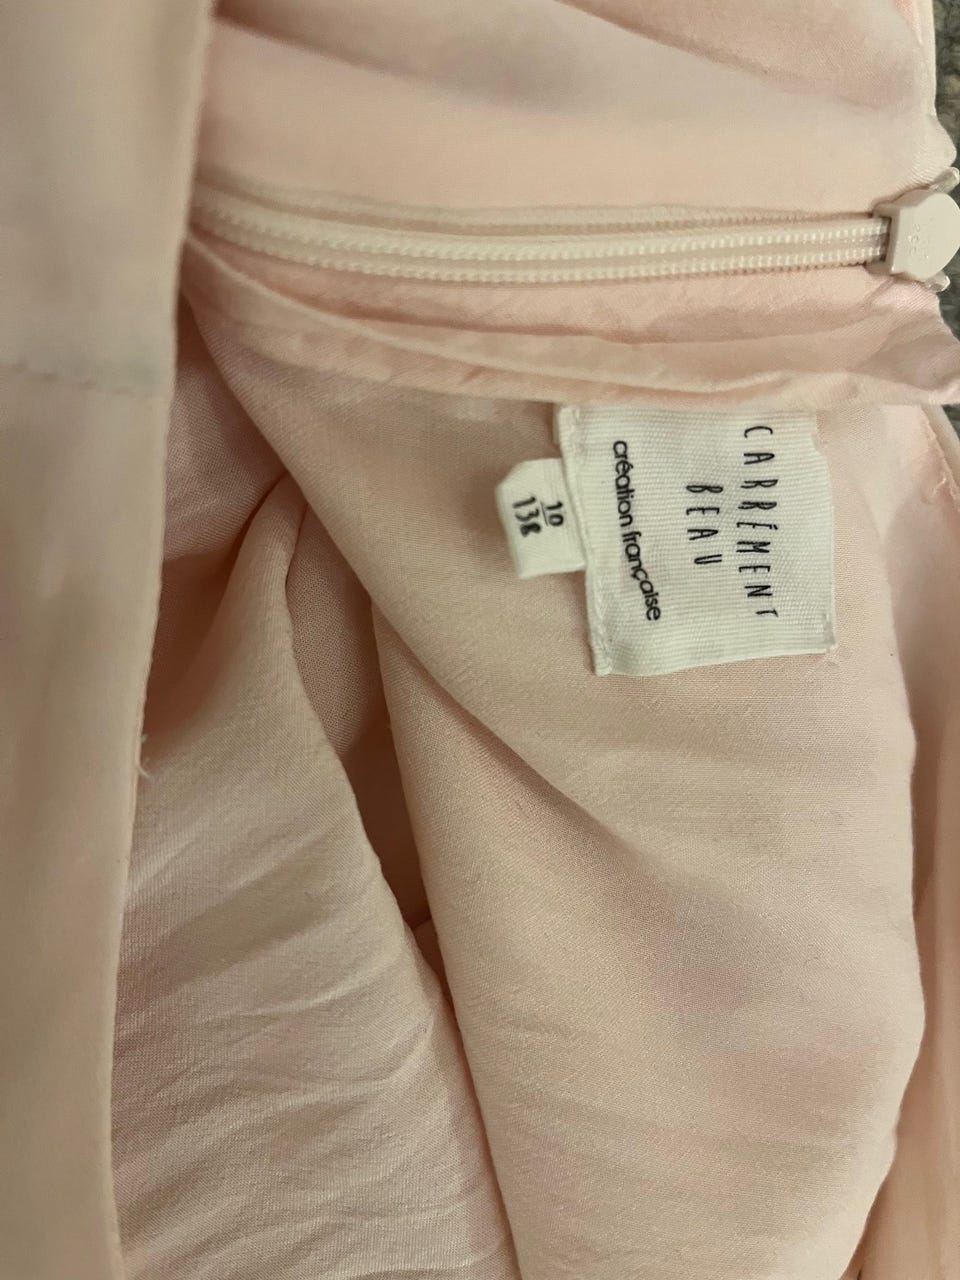 CARRÉMENT
BEAU
création française
10
138